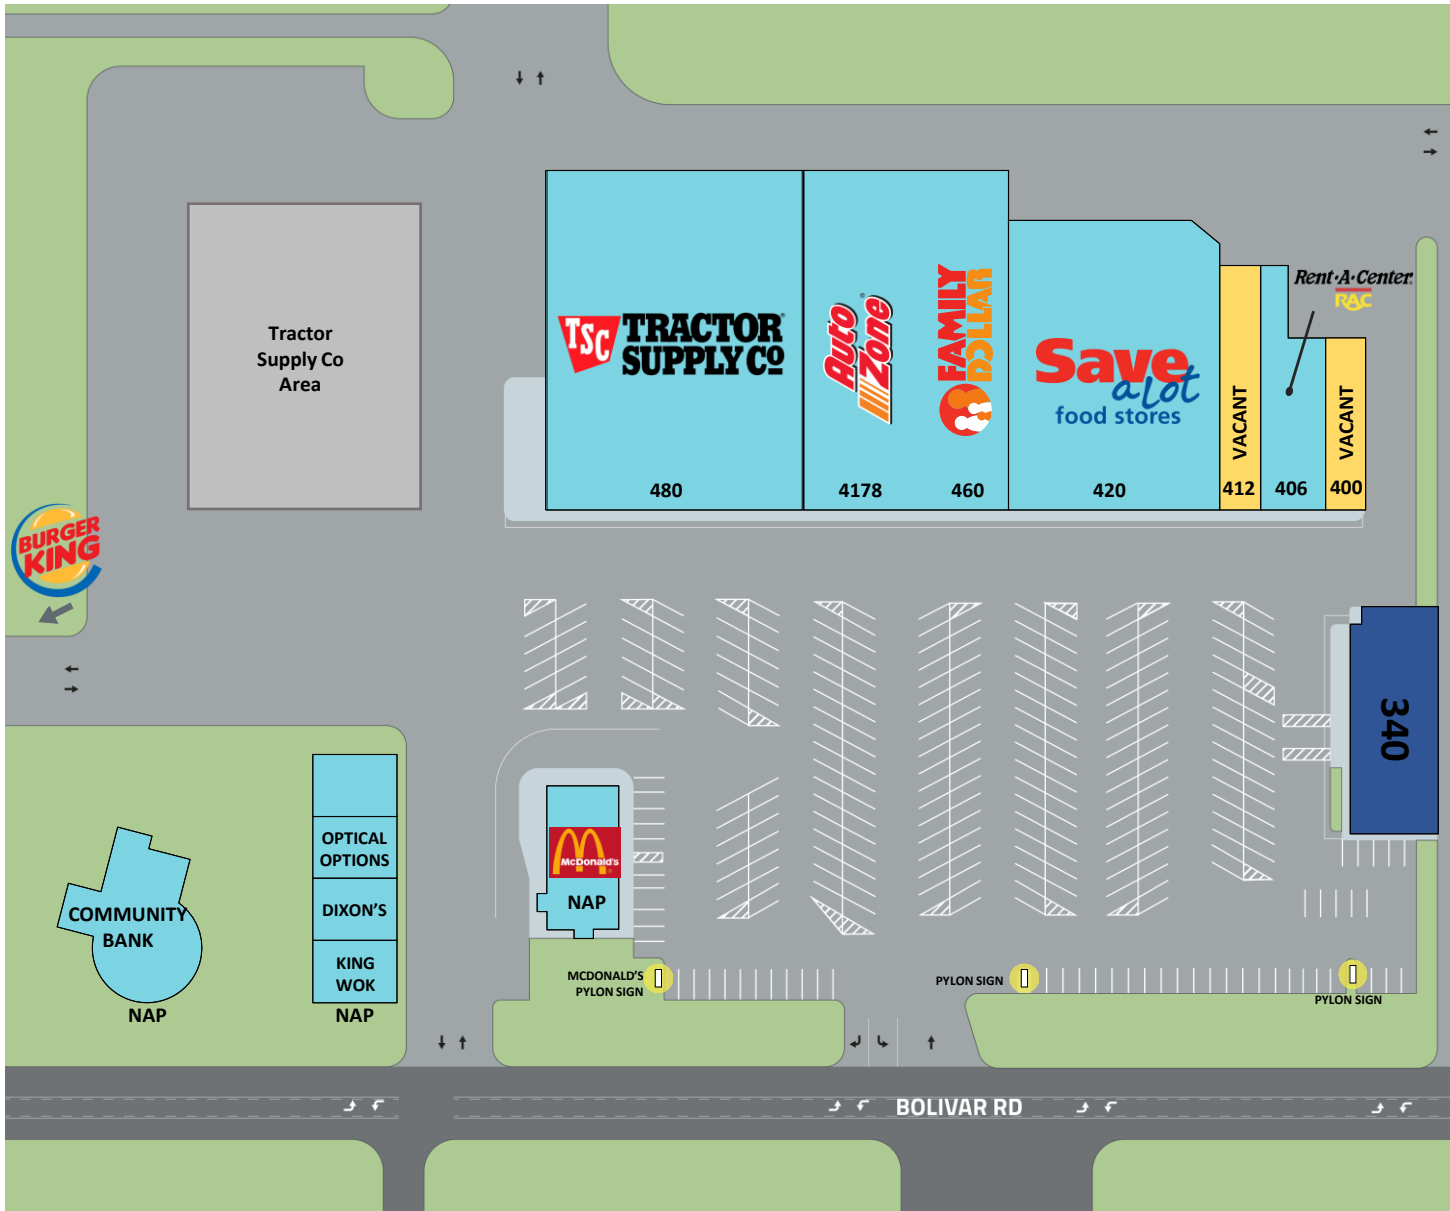 Tractor
Supply Co
Area
TSC
TRACTOR
SUPPLY CO
480
Auto
Zone
4178
FAMILY
DOLLAR
460
Save
a lot
food stores
420
VACANT
412
Rent-A-Center
RAC
406
VACANT
400
BURGER
KING
340
OPTICAL
OPTIONS
DIXON'S
KING
WOK
NAP
COMMUNITY
BANK
NAP
McDonald's
NAP
MCDONALD'S
PYLON SIGN
PYLON SIGN
PYLON SIGN
BOLIVAR RD